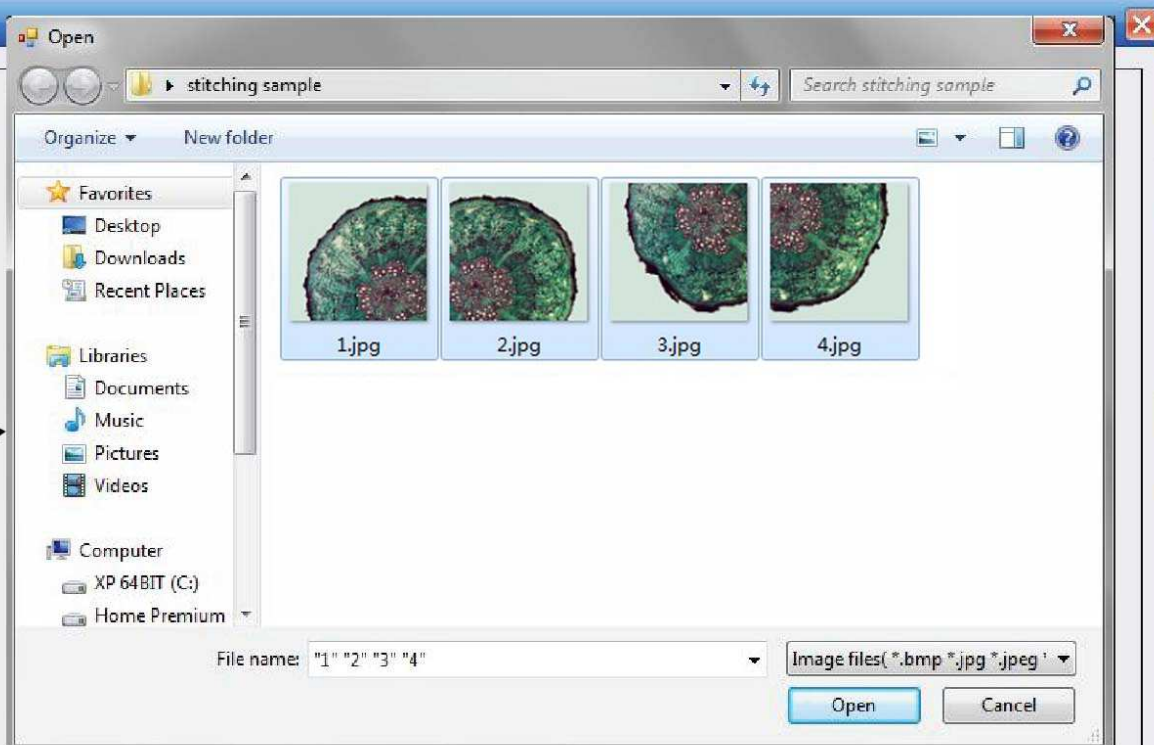 Open
stitching sample
Search stitching sample
Organize
New folder
Favorites
Desktop
Downloads
Recent Places
Libraries
Documents
Music
Pictures
Videos
Computer
XP 64BIT (C:)
Home Premium
1.jpg
2.jpg
3.jpg
4.jpg
File name: "1" "2" "3" "4"
Image files( *.bmp *.jpg *.jpeg *
Open
Cancel